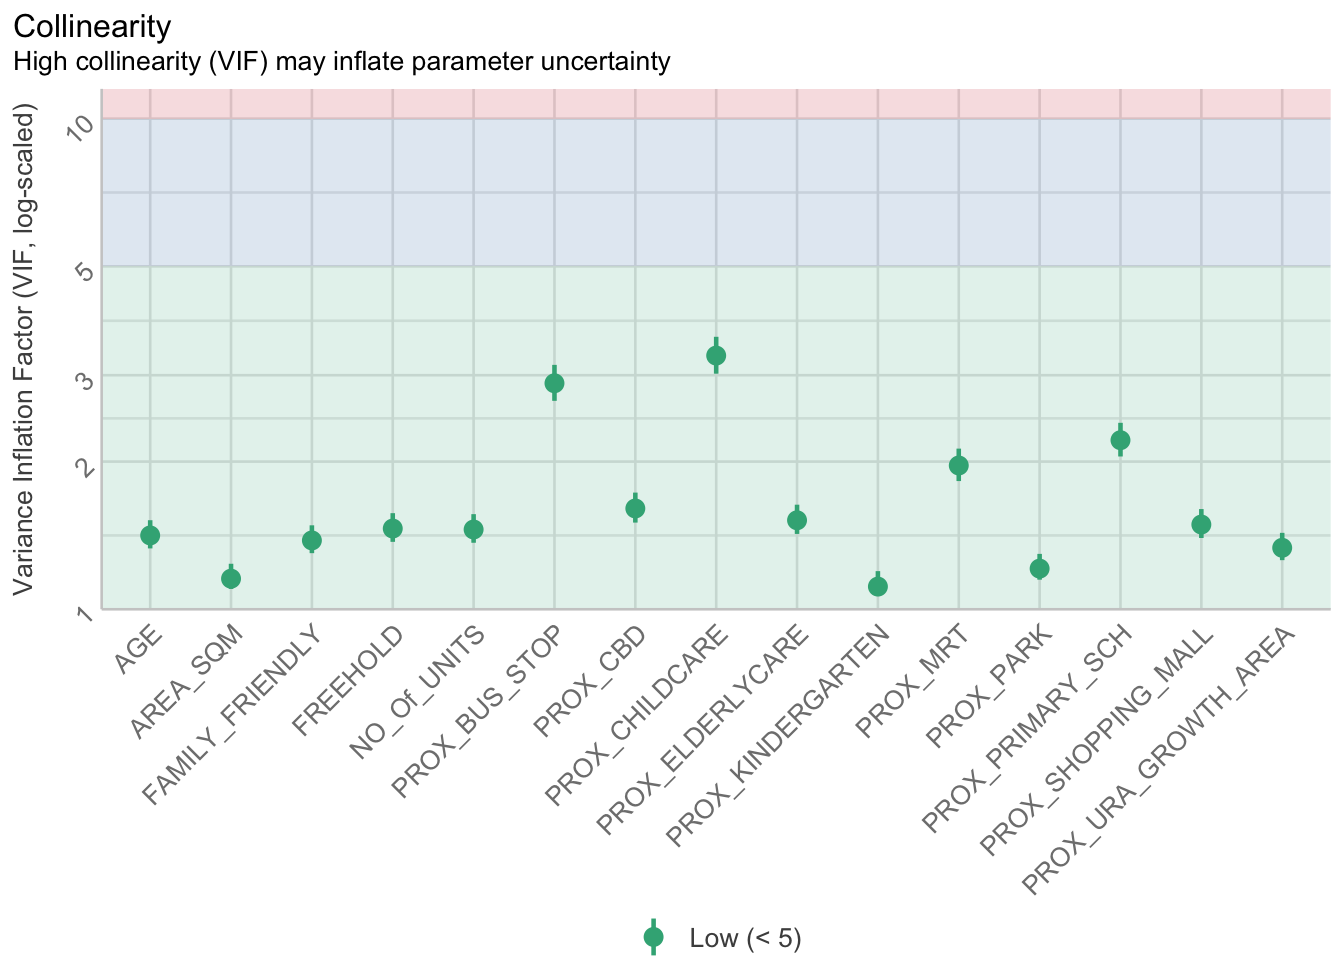 Collinearity
High collinearity (VIF) may inflate parameter uncertainty
Variance Inflation Factor (VIF, log-scaled)
10
5
3
2
1
AGE
AREA_SQM
FAMILY_FRIENDLY
FREEHOLD
NO_Of_UNITS
PROX_BUS_STOP
PROX_CBD
PROX_CHILDCARE
PROX_ELDERLYCARE
PROX_KINDERGARTEN
PROX_MRT
PROX_PARK
PROX_PRIMARY_SCH
PROX_SHOPPING_MALL
PROX_URA_GROWTH_AREA
Low (< 5)